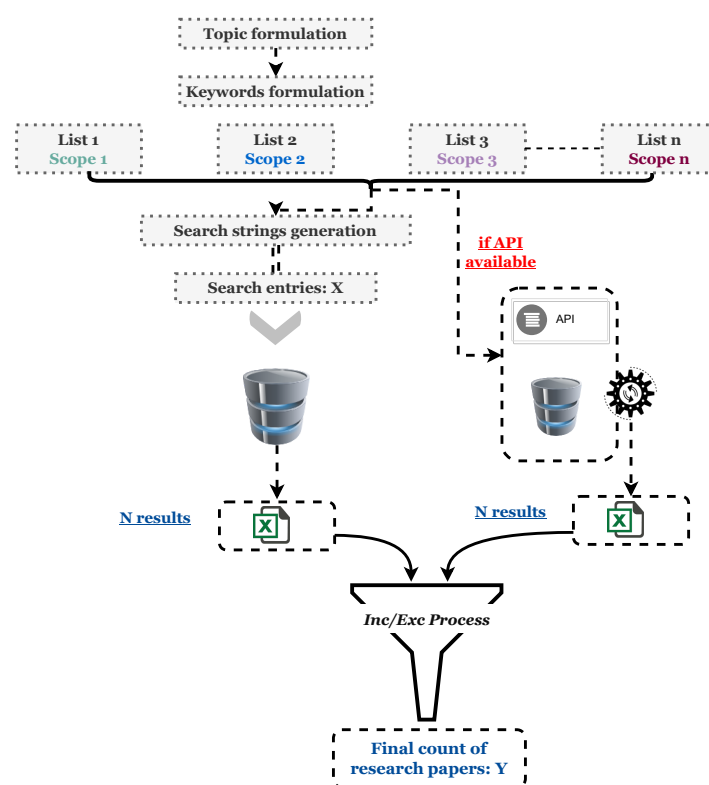 Topic formulation
Keywords formulation
List 1
Scope 1
List 2
Scope 2
List 3
Scope 3
List n
Scope n
Search strings generation
if API
available
Search entries: X
API
N results
X
N results
X
Inc/Exc Process
Final count of
research papers: Y